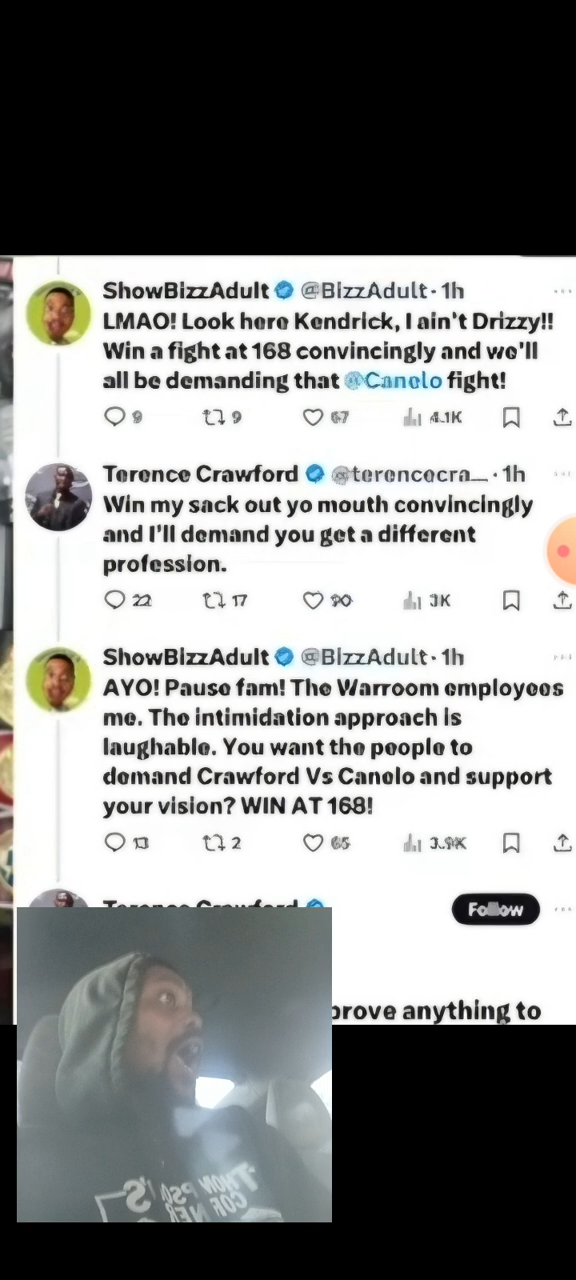 ShowBizzAdult @BizzAdult · 1h
LMAO! Look here Kendrick, I ain't Drizzy!!
Win a fight at 168 convincingly and we'll
all be demanding that @Canelo fight!
9 9 67 4.1K
Terence Crawford @terencecra... · 1h
Win my sack out yo mouth convincingly
and I'll demand you get a different
profession.
22 17 90 3K
ShowBizzAdult @BizzAdult · 1h
AYO! Pause fam! The Warroom employees
me. The intimidation approach is
laughable. You want the people to
demand Crawford Vs Canelo and support
your vision? WIN AT 168!
13 2 65 3.9K
Terence Crawford Follow
prove anything to
THOMPSON'S
CORNER